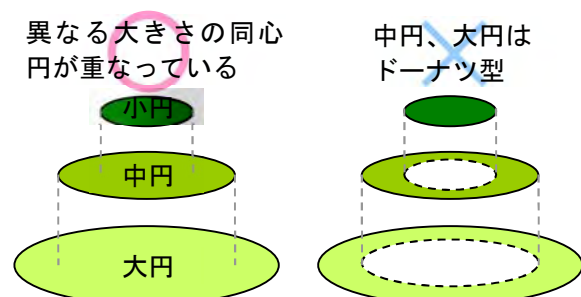 異なる大きさの同心
円が重なっている
小円
中円
大円
中円、大円は
ドーナツ型